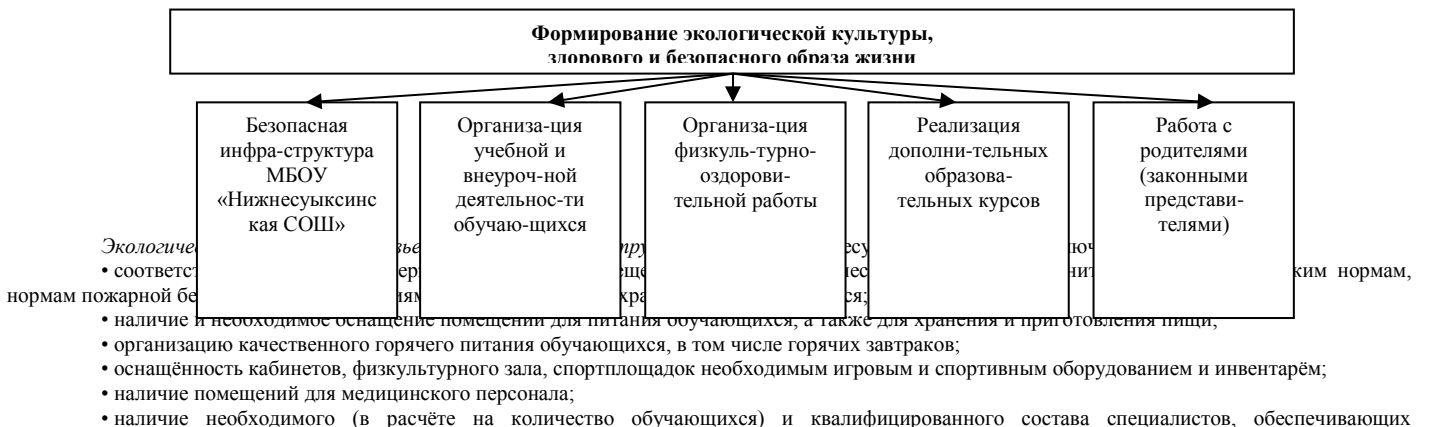 Формирование экологической культуры,
здорового и безопасного образа жизни
Безопасная
инфра-структура
МБОУ
«Нижнесуыксинс
кая СОШ»
Организа-ция
учебной и
внеуроч-ной
деятельнос-ти
обучаю-щихся
Организа-ция
физкуль-турно-
оздорови-
тельной работы
Реализация
дополни-тельных
образова-
тельных курсов
Работа с
родителями
(законными
представи-
телями)
ким нормам,
нормам пожарной
• наличие и необходимое оснащение помещений для питания обучающихся, а также для хранения и приготовления пищи;
• организацию качественного горячего питания обучающихся, в том числе горячих завтраков;
• оснащённость кабинетов, физкультурного зала, спортплощадок необходимым игровым и спортивным оборудованием и инвентарём;
• наличие помещений для медицинского персонала;
• наличие необходимого (в расчёте на количество обучающихся) и квалифицированного состава специалистов, обеспечивающих